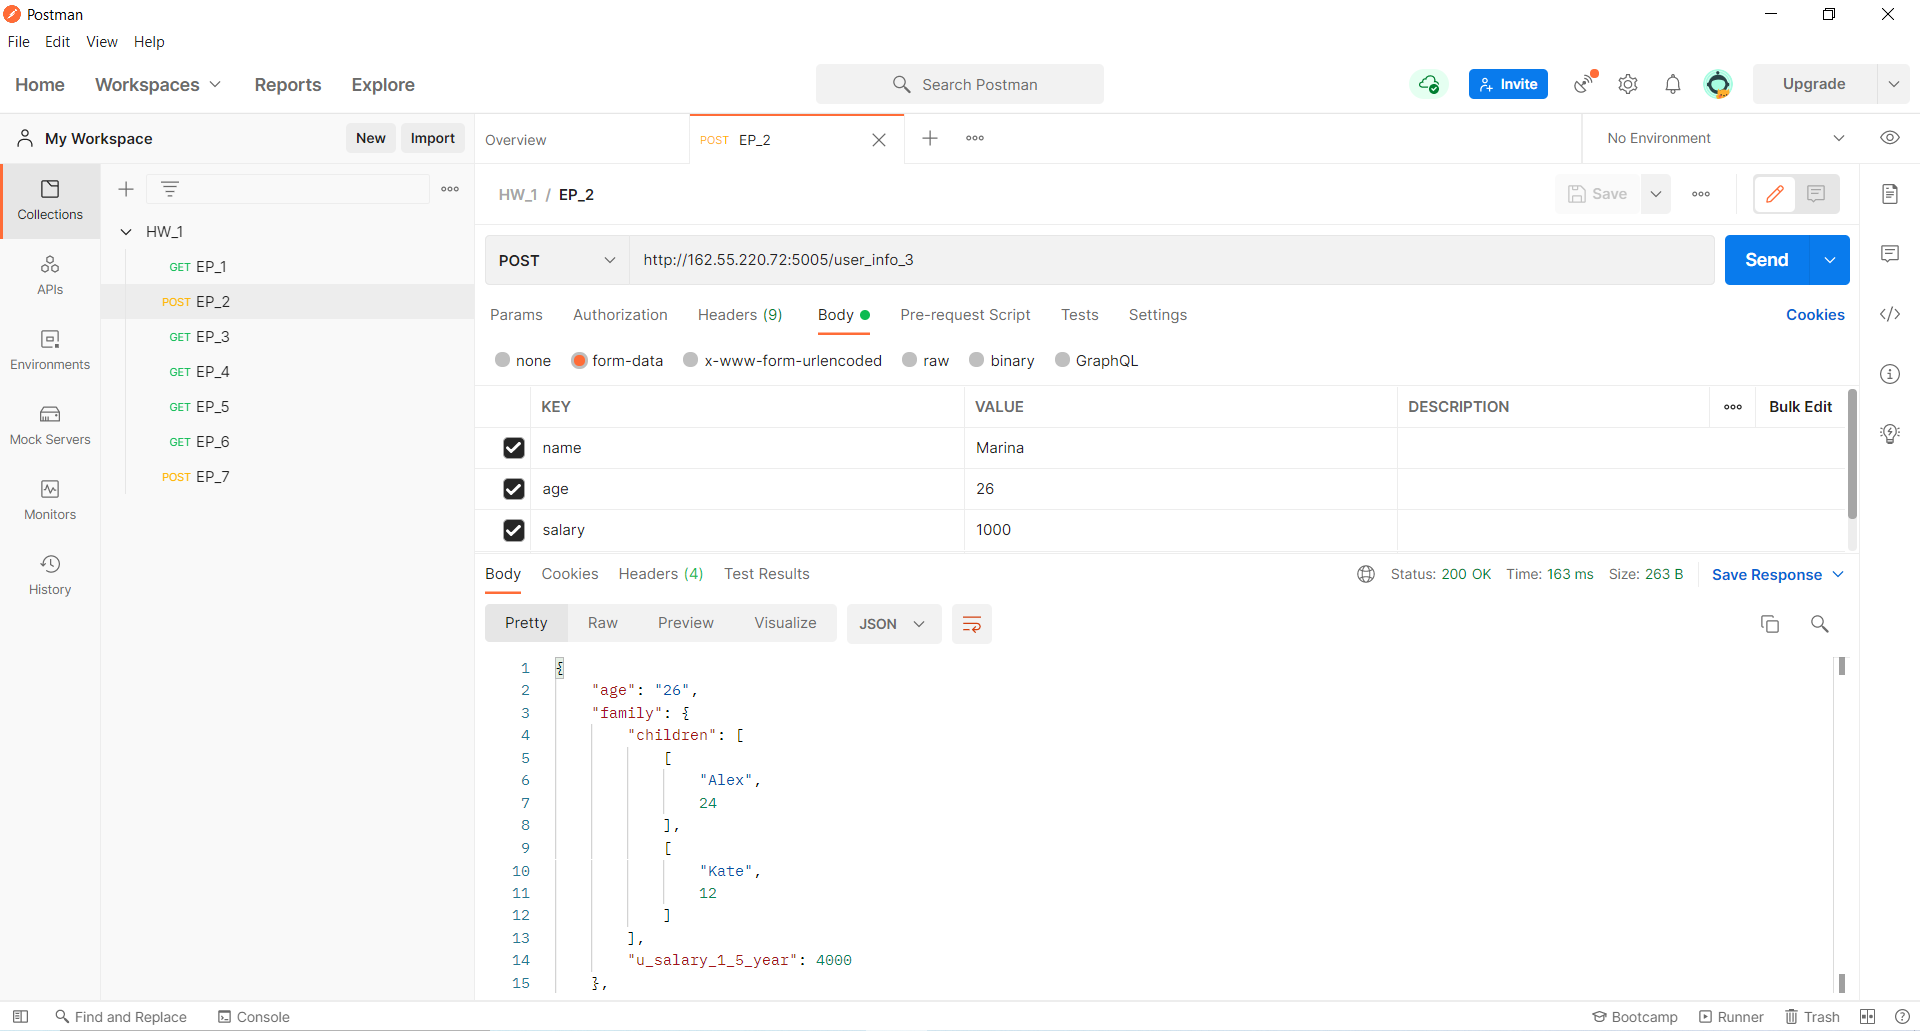 Postman
File Edit View Help
Home Workspaces Reports Explore Search Postman Invite Upgrade
My Workspace New Import Overview POST EP_2 No Environment
Collections
HW_1 / EP_2 Save
HW_1
GET EP_1
POST EP_2
GET EP_3
GET EP_4
GET EP_5
GET EP_6
POST EP_7
APIs
Environments
Mock Servers
Monitors
History
POST http://162.55.220.72:5005/user_info_3 Send
Params Authorization Headers (9) Body Pre-request Script Tests Settings Cookies
none form-data x-www-form-urlencoded raw binary GraphQL
KEY VALUE DESCRIPTION Bulk Edit
name Marina
age 26
salary 1000
Body Cookies Headers (4) Test Results Status: 200 OK Time: 163 ms Size: 263 B Save Response
Pretty Raw Preview Visualize JSON
1 {
2 "age": "26",
3 "family": {
4 "children": [
5 [
6 "Alex",
7 24
8 ],
9 [
10 "Kate",
11 12
12 ]
13 ],
14 "u_salary_1_5_year": 4000
15 },
Find and Replace Console Bootcamp Runner Trash